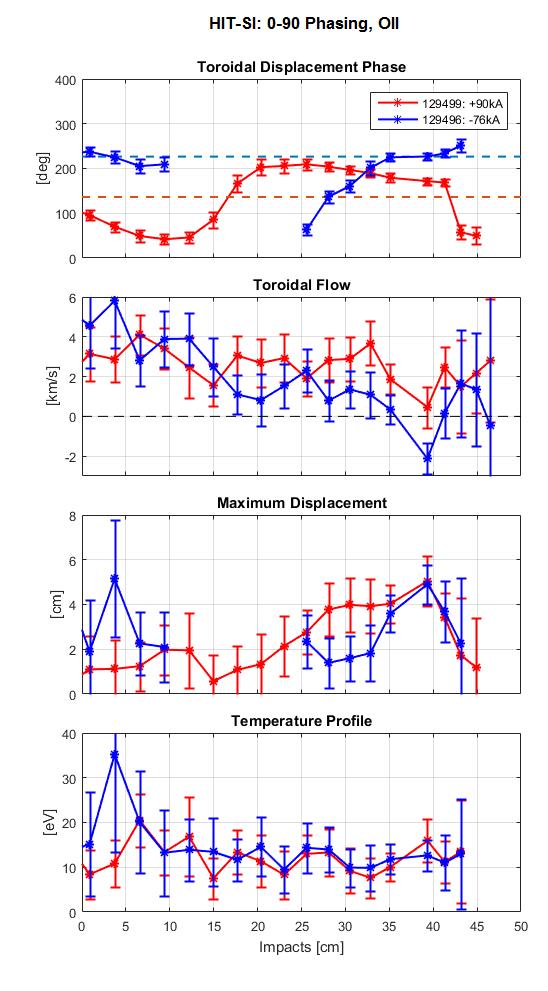 HIT-SI: 0-90 Phasing, OII
Toroidal Displacement Phase
400
300
200
100
0
[deg]
129499: +90kA
129496: -76kA
Toroidal Flow
6
4
2
0
-2
[km/s]
Maximum Displacement
8
6
4
2
0
[cm]
Temperature Profile
40
30
20
10
0
[eV]
0 5 10 15 20 25 30 35 40 45 50
Impacts [cm]